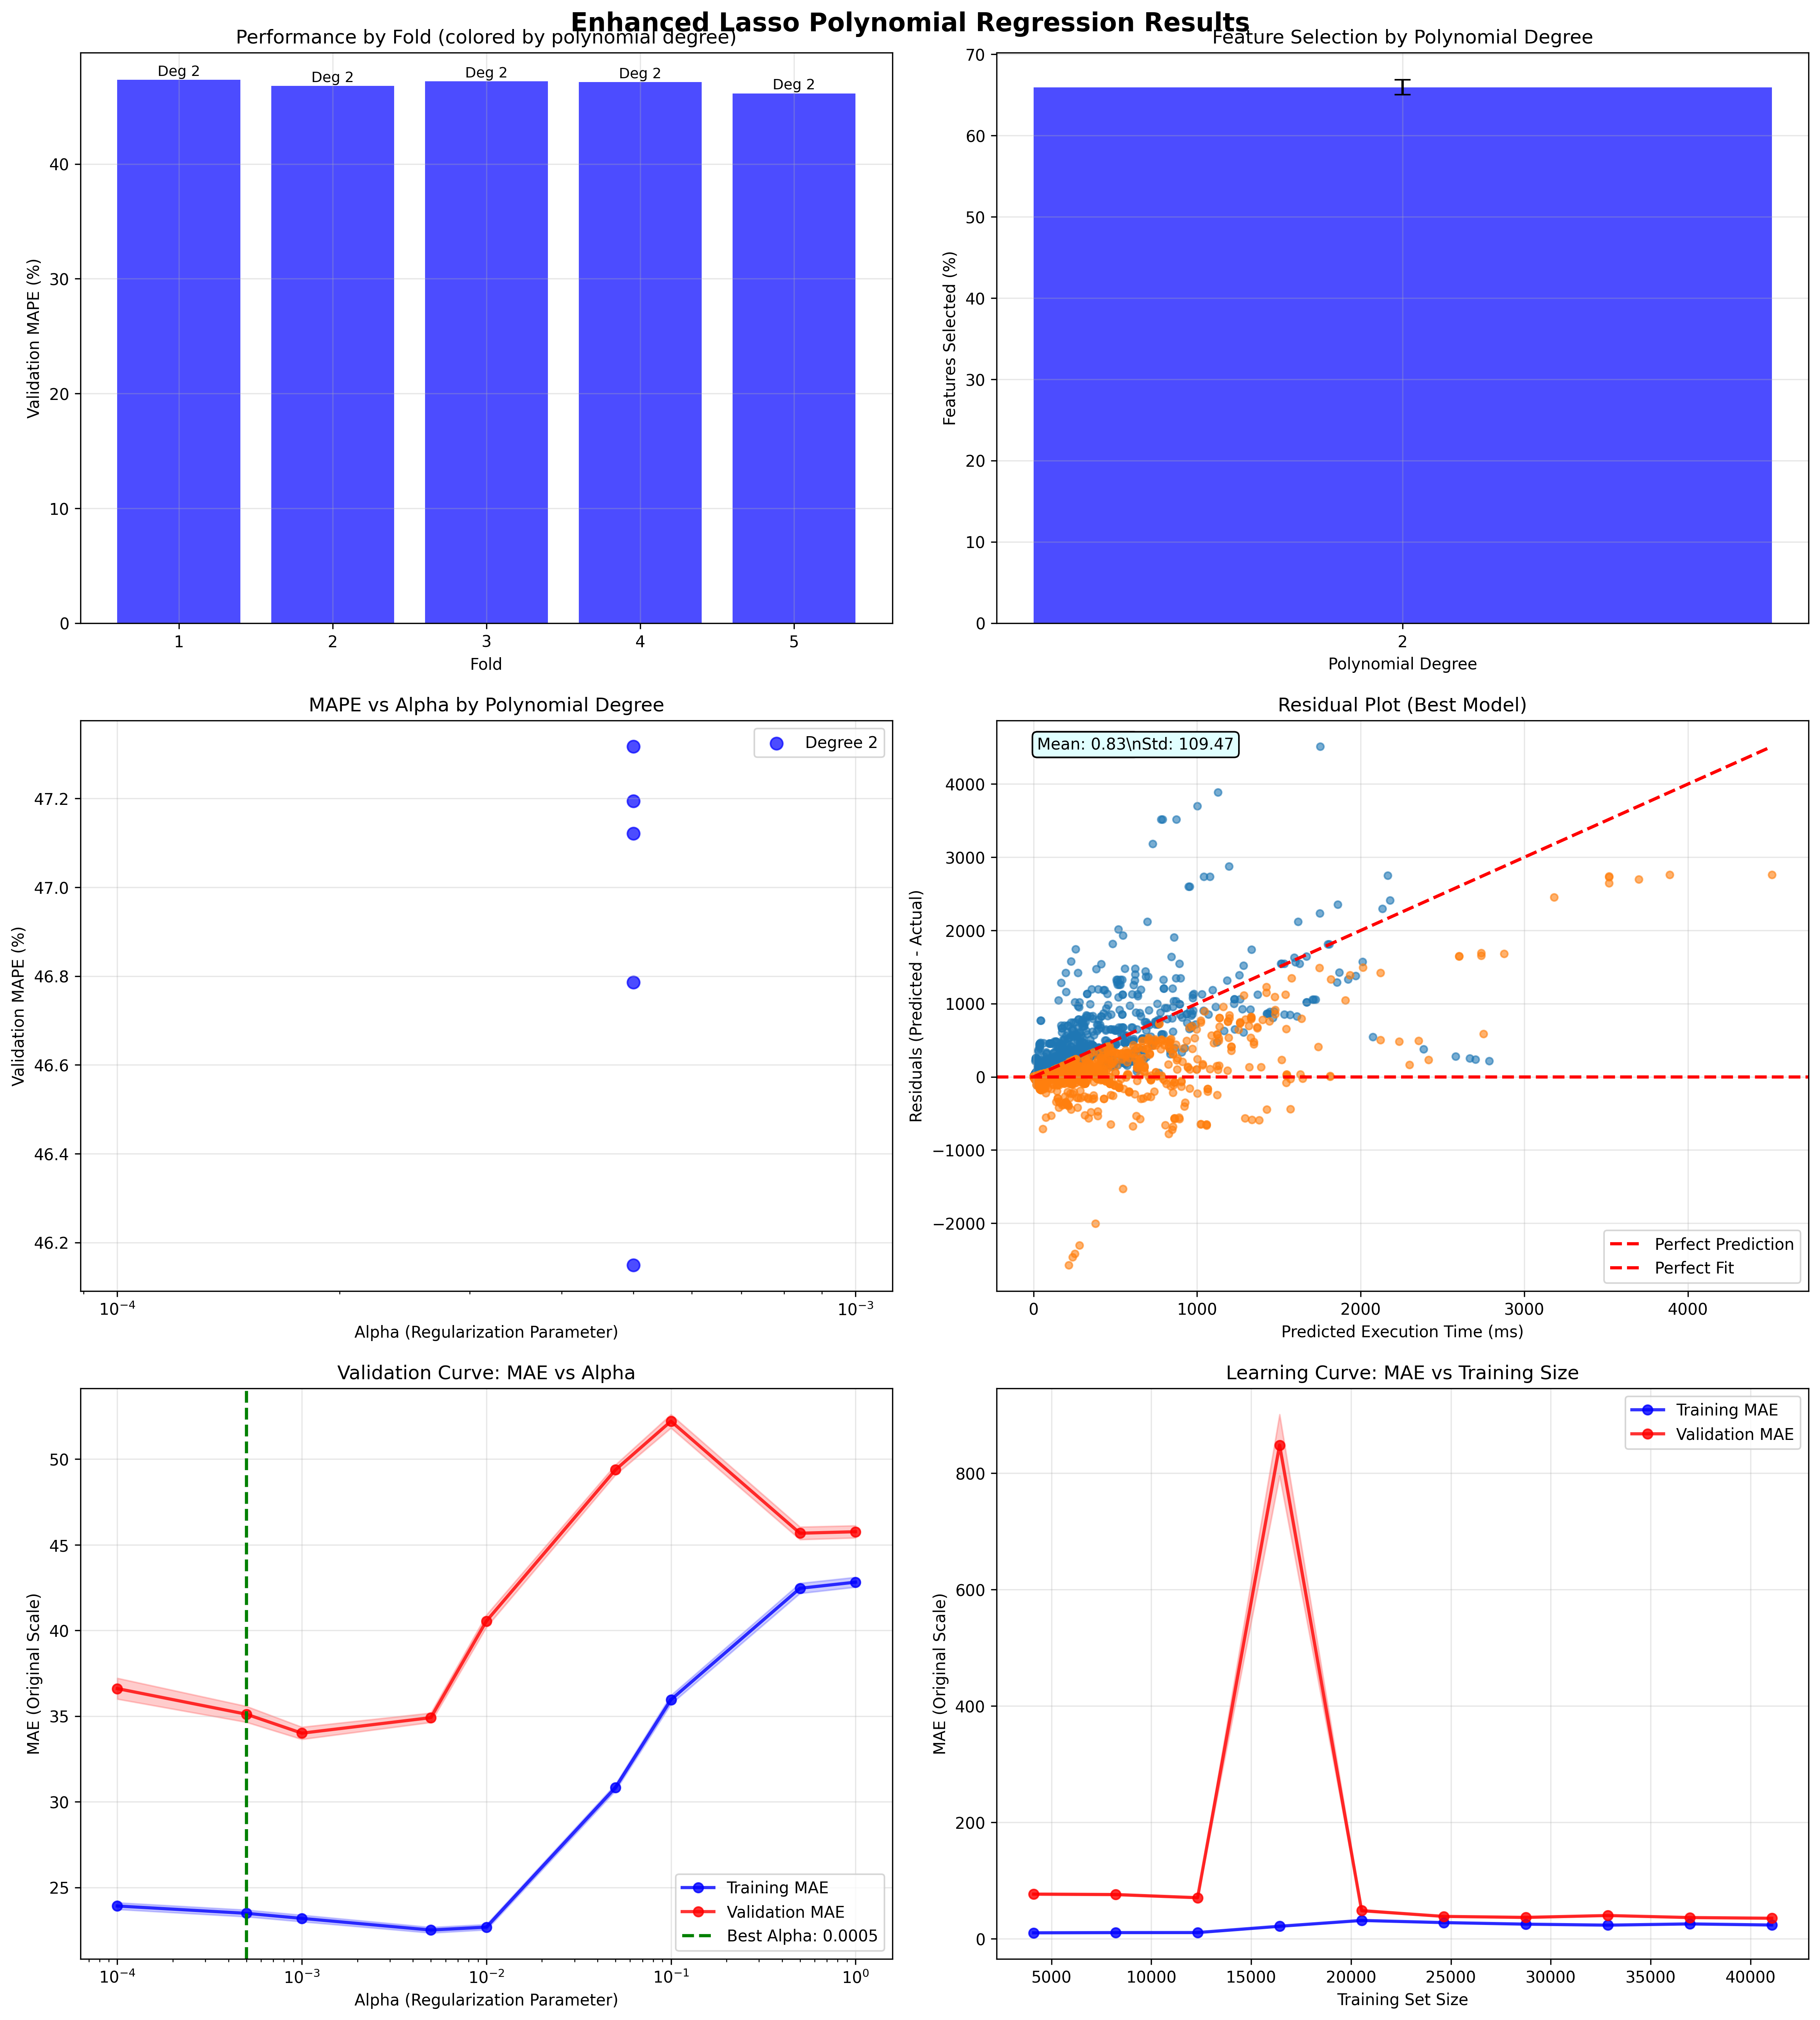 Enhanced Lasso Polynomial Regression Results
Performance by Fold (colored by polynomial degree)
Deg 2
Deg 2
Deg 2
Deg 2
Deg 2
Validation MAPE (%)
40
30
20
10
0
1 2 3 4 5
Fold
Feature Selection by Polynomial Degree
Features Selected (%)
70
60
50
40
30
20
10
0
2
Polynomial Degree
MAPE vs Alpha by Polynomial Degree
Degree 2
Validation MAPE (%)
47.2
47.0
46.8
46.6
46.4
46.2
10⁻⁴ 10⁻³
Alpha (Regularization Parameter)
Residual Plot (Best Model)
Mean: 0.83\nStd: 109.47
Residuals (Predicted - Actual)
4000
3000
2000
1000
0
−1000
−2000
Perfect Prediction
Perfect Fit
0 1000 2000 3000 4000
Predicted Execution Time (ms)
Validation Curve: MAE vs Alpha
MAE (Original Scale)
50
45
40
35
30
25
Training MAE
Validation MAE
Best Alpha: 0.0005
10⁻⁴ 10⁻³ 10⁻² 10⁻¹ 10⁰
Alpha (Regularization Parameter)
Learning Curve: MAE vs Training Size
Training MAE
Validation MAE
MAE (Original Scale)
800
600
400
200
0
5000 10000 15000 20000 25000 30000 35000 40000
Training Set Size